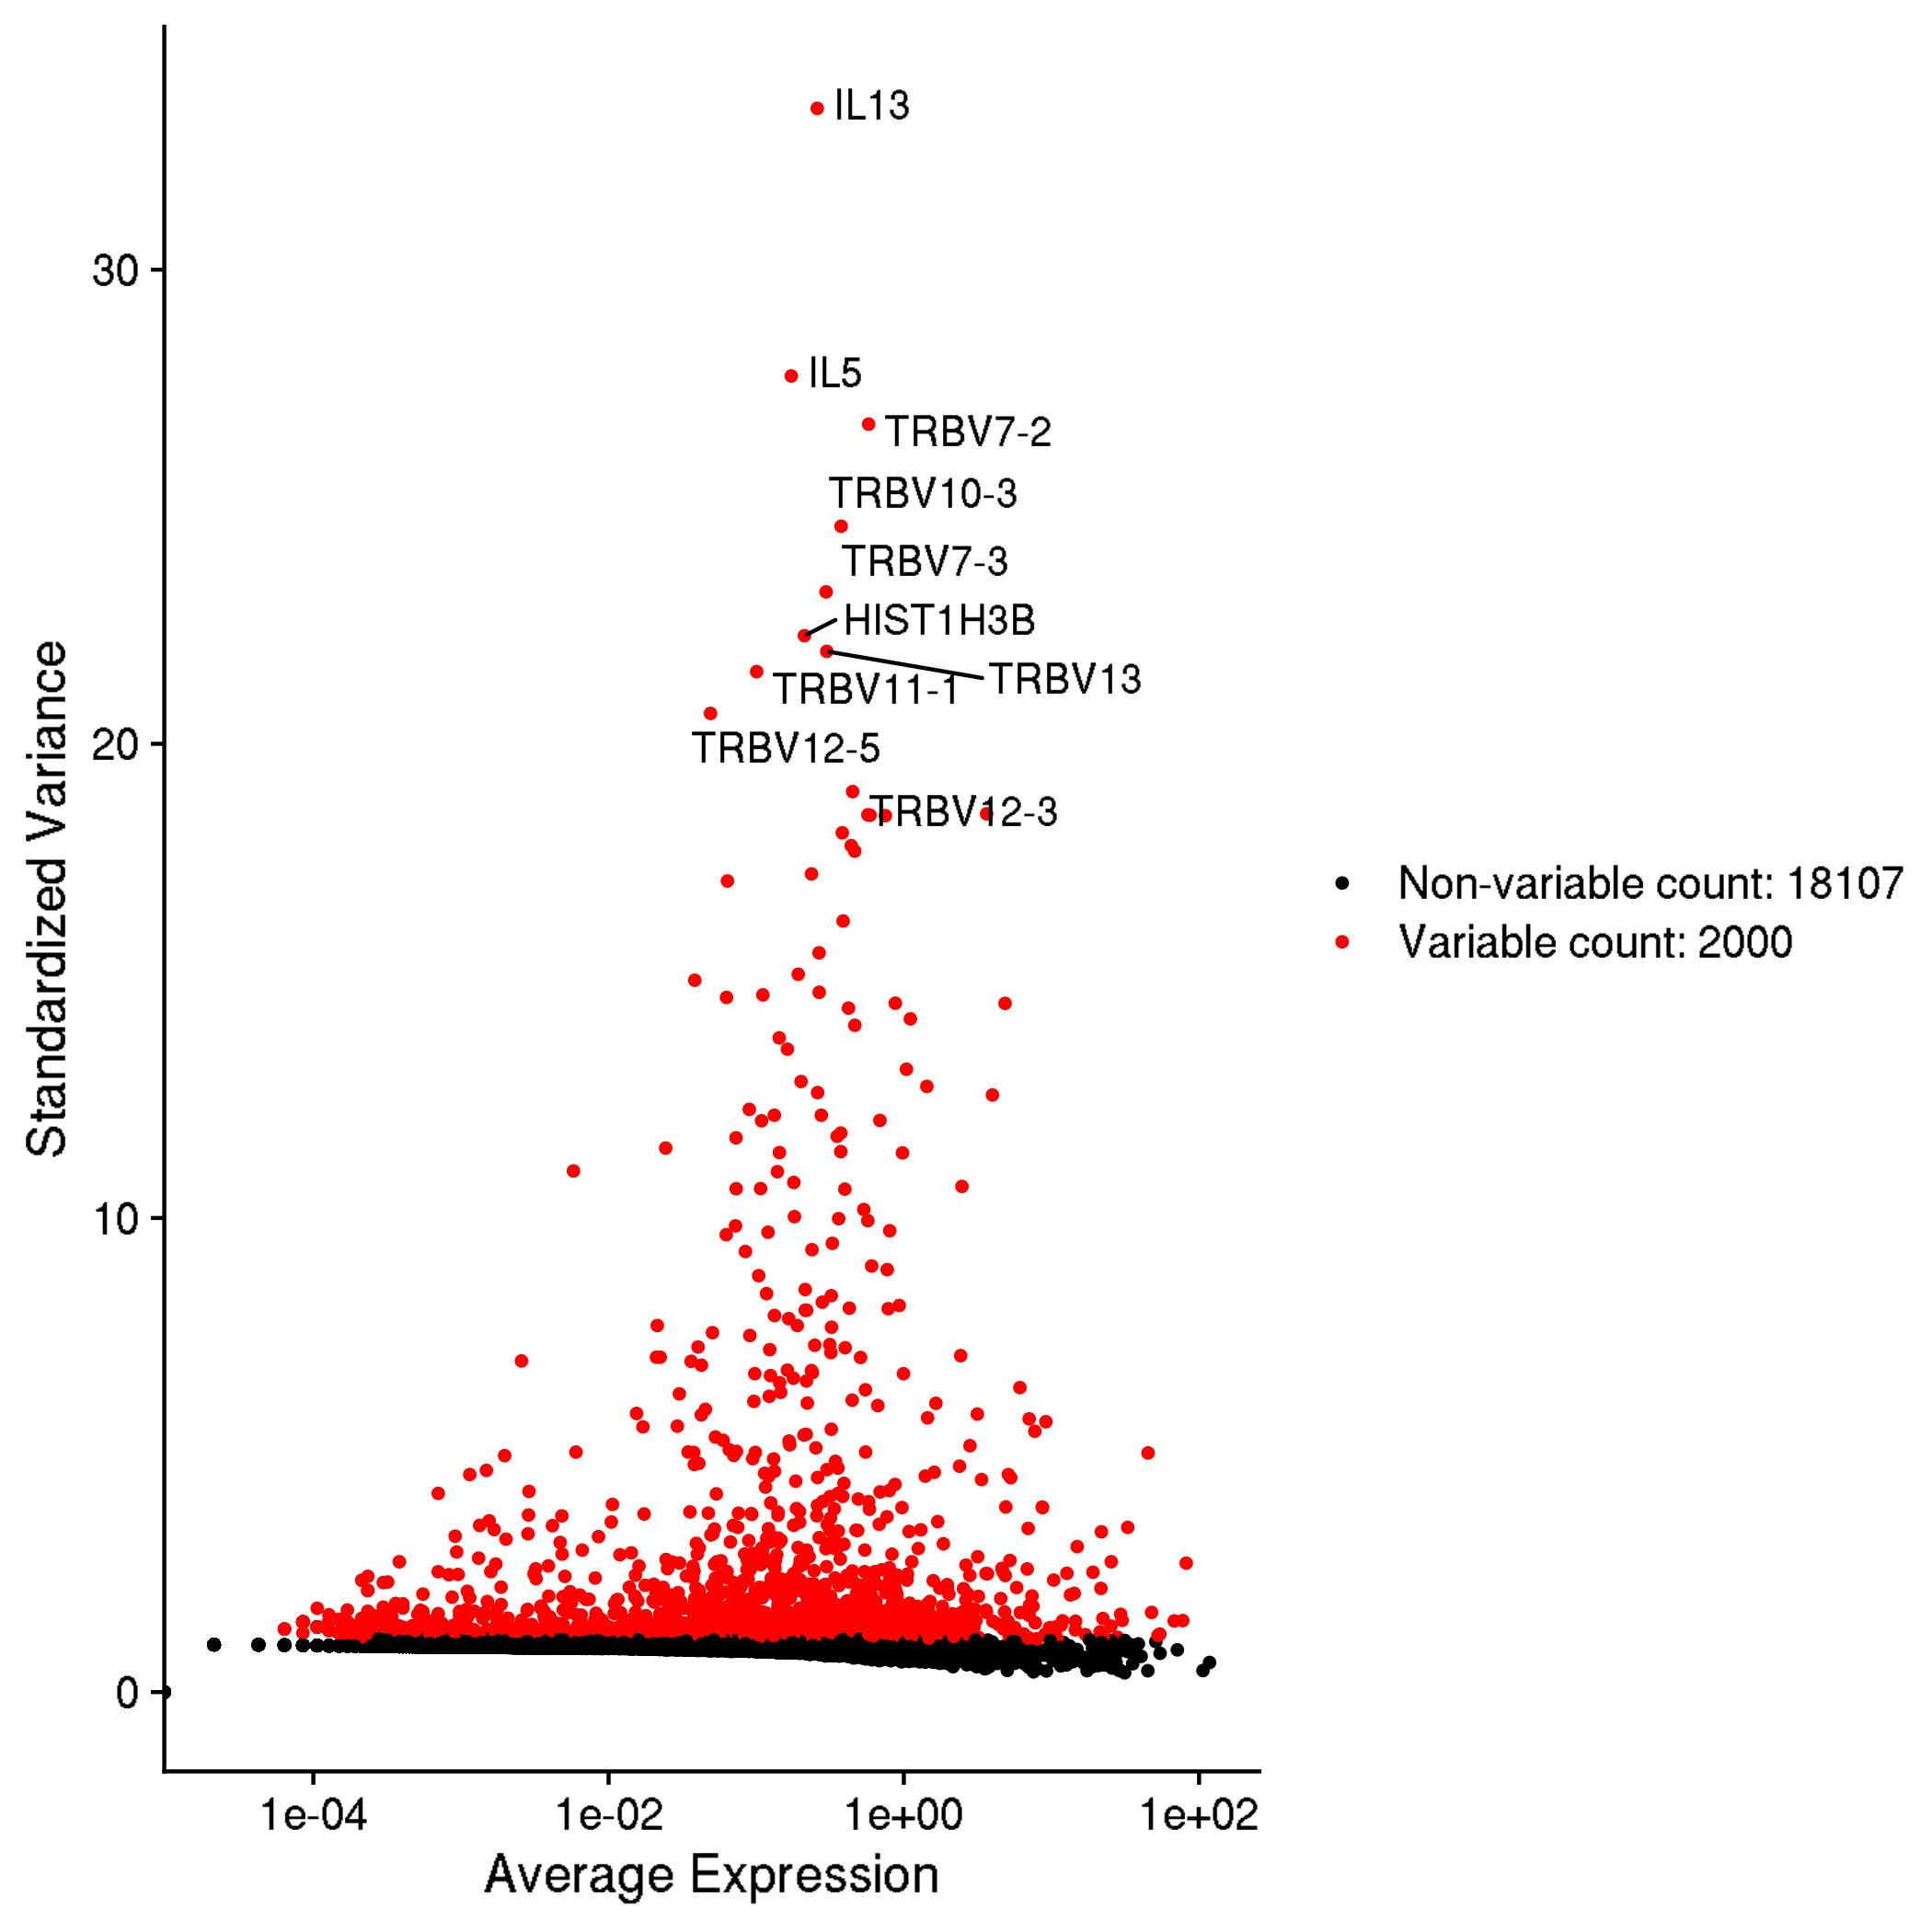 IL13
30
IL5
TRBV7-2
TRBV10-3
TRBV7-3
HIST1H3B
TRBV13
TRBV11-1
20
TRBV12-5
TRBV12-3
Standardized Variance
Non-variable count: 18107
Variable count: 2000
10
0
1e-04 1e-02 1e+00 1e+02
Average Expression